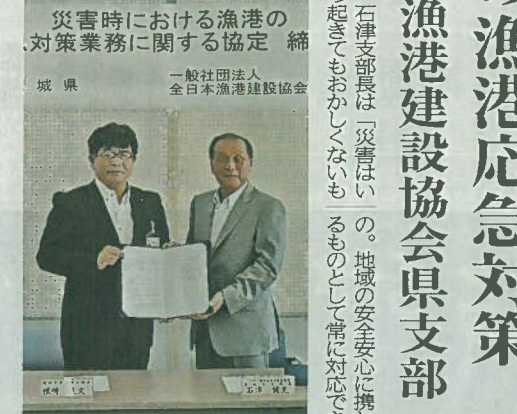 の漁港応急対策
漁港建設協会県支部
災害時における漁港の
対策業務に関する協定 締
城県
一般社団法人
全日本漁港建設協会
石津支部長は「災害はい
起きてもおかしくないも
の。地域の安全安心に携
るものとして常に対応でき
石津